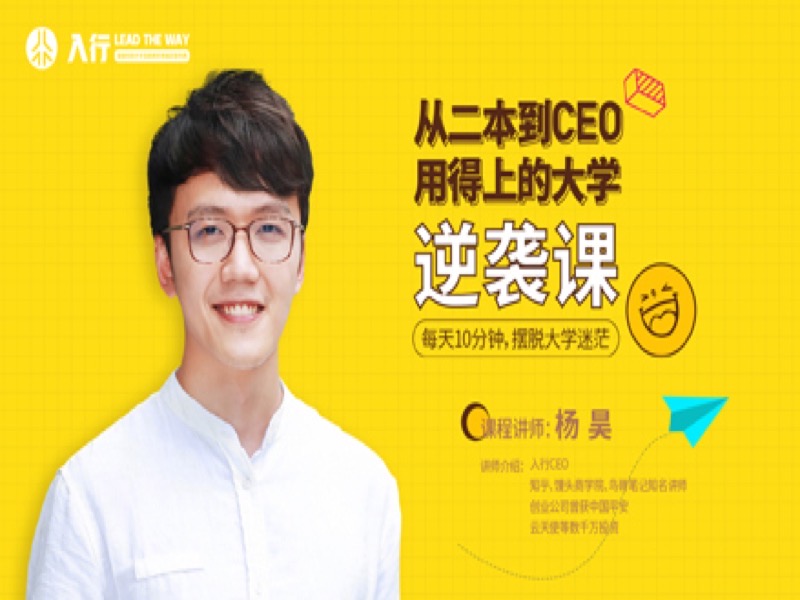 入行
LEAD THE WAY
从二本到CEO
用得上的大学
逆袭课
每天10分钟, 摆脱大学迷茫
课程讲师: 杨 昊
讲师介绍: 入行CEO
知乎, 馒头商学院, 鸟哥笔记知名讲师
创业公司曾获中国平安
云天使等数千万投资